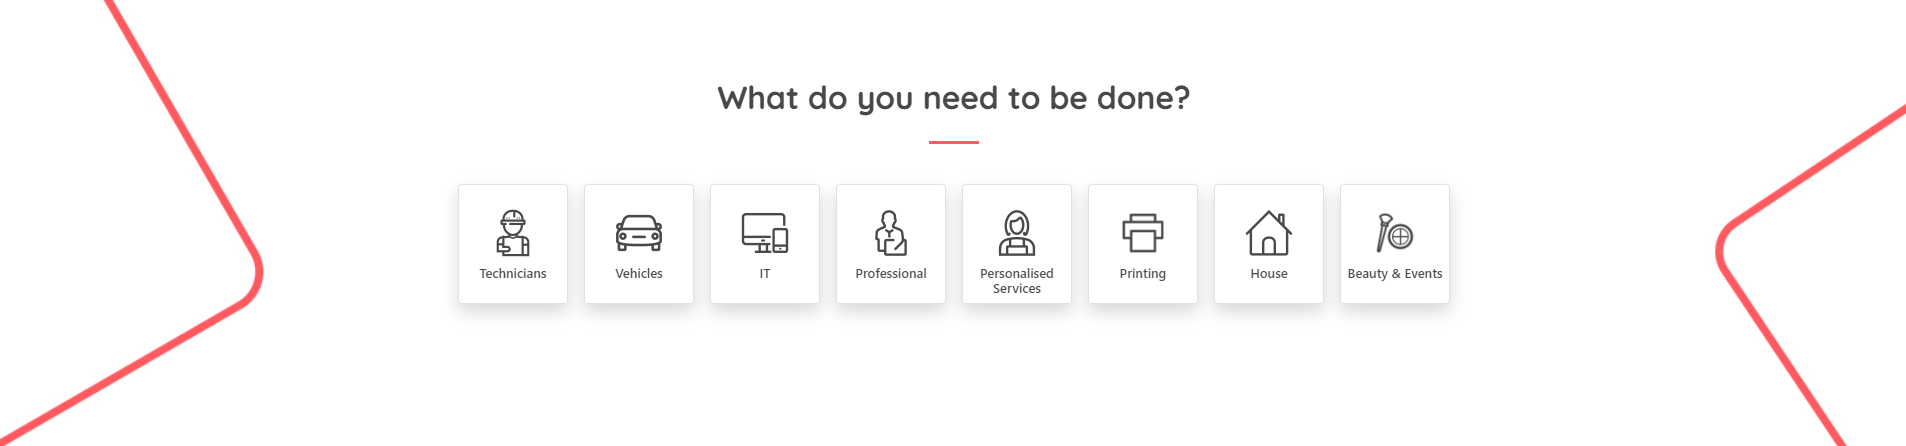 What do you need to be done?
Technicians
Vehicles
IT
Professional
Personalised
Services
Printing
House
Beauty & Events